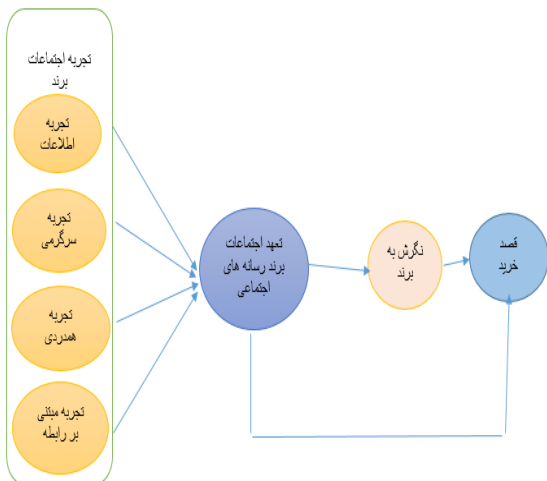 تجربه اجتماعات
برند
تجربه
اطلاعات
تجربه
سرگرمی
تجربه
همدردی
تجربه مبتنی
بر رابطه
تعهد اجتماعات
برند رسانه های
اجتماعی
نگرش به
برند
قصد
خرید